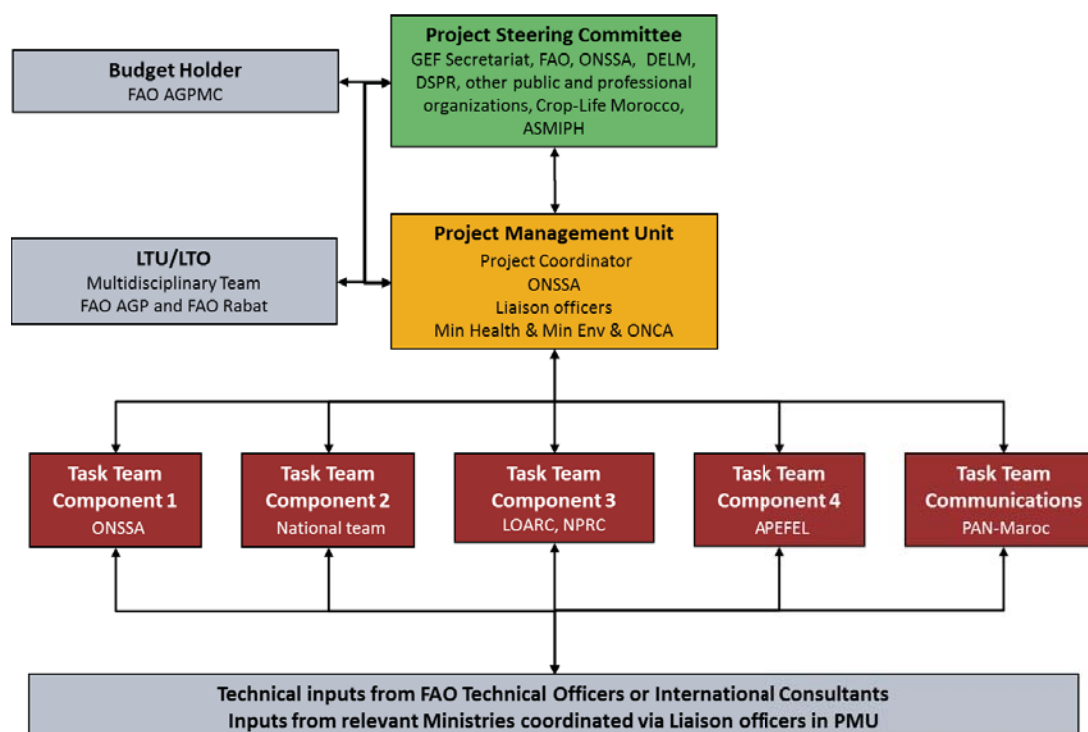 Project Steering Committee
GEF Secretariat, FAO, ONSSA, DELM,
DSPR, other public and professional
organizations, Crop-Life Morocco,
ASMIPH
Budget Holder
FAO AGPMC
Project Management Unit
Project Coordinator
ONSSA
Liaison officers
Min Health & Min Env & ONCA
LTU/LTO
Multidisciplinary Team
FAO AGP and FAO Rabat
Task Team
Component 1
ONSSA
Task Team
Component 2
National team
Task Team
Component 3
LOARC, NPRC
Task Team
Component 4
APEFEL
Task Team
Communications
PAN-Maroc
Technical inputs from FAO Technical Officers or International Consultants
Inputs from relevant Ministries coordinated via Liaison officers in PMU